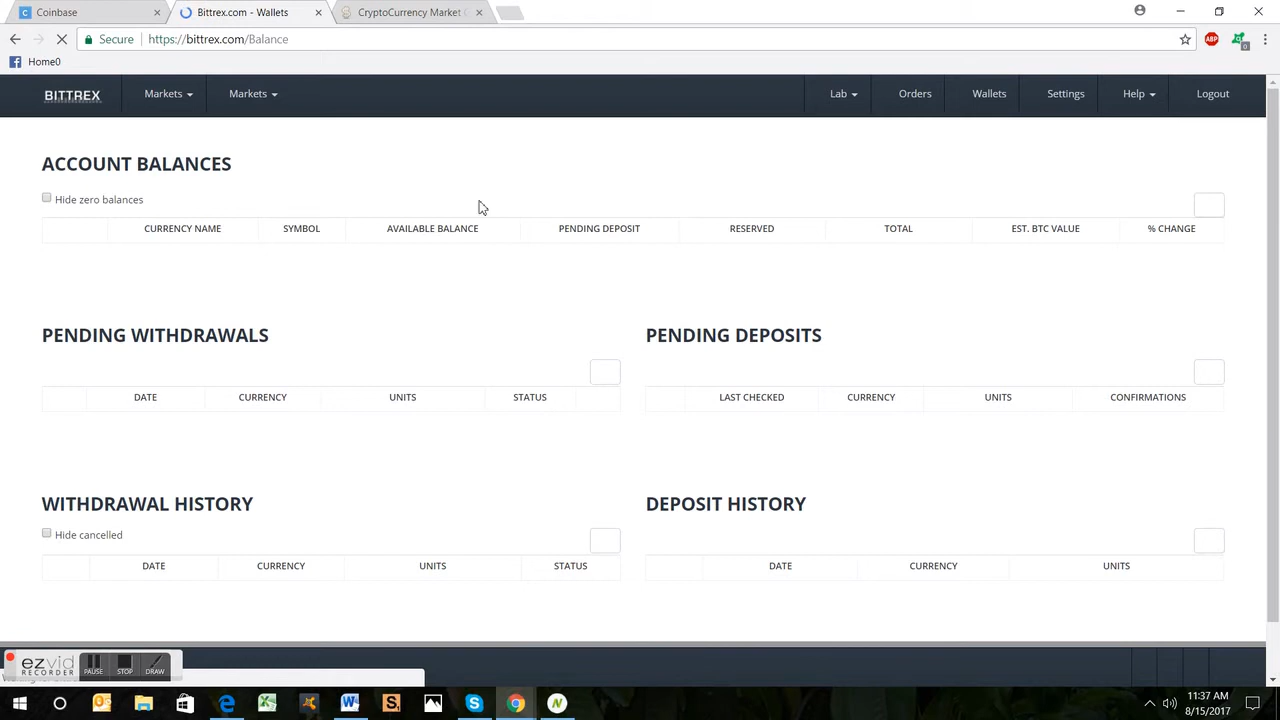 Coinbase
Bittrex.com - Wallets
CryptoCurrency Market C
Secure
https://bittrex.com/Balance
ABP
0
Home0
BITTREX
Markets
Markets
Lab
Orders
Wallets
Settings
Help
Logout
ACCOUNT BALANCES
Hide zero balances
CURRENCY NAME SYMBOL AVAILABLE BALANCE PENDING DEPOSIT RESERVED TOTAL EST. BTC VALUE % CHANGE
PENDING WITHDRAWALS
DATE CURRENCY UNITS STATUS
PENDING DEPOSITS
LAST CHECKED CURRENCY UNITS CONFIRMATIONS
WITHDRAWAL HISTORY
Hide cancelled
DATE CURRENCY UNITS STATUS
DEPOSIT HISTORY
DATE CURRENCY UNITS
ezvid
RECORDER
PAUSE
STOP
DRAW
11:37 AM
8/15/2017